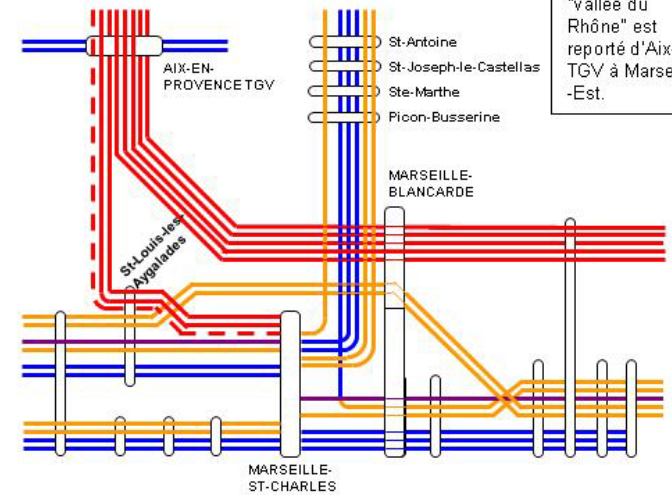 "Vallée du
Rhône" est
reporté d'Aix
TGV à Marse
-Est.
St-Antoine
St-Joseph-le-Castellas
Ste-Marthe
Picon-Busserine
AIX-EN-
PROVENCE TGV
MARSEILLE-
BLANCARDE
St-Louis-les-
Aygalades
MARSEILLE-
ST-CHARLES